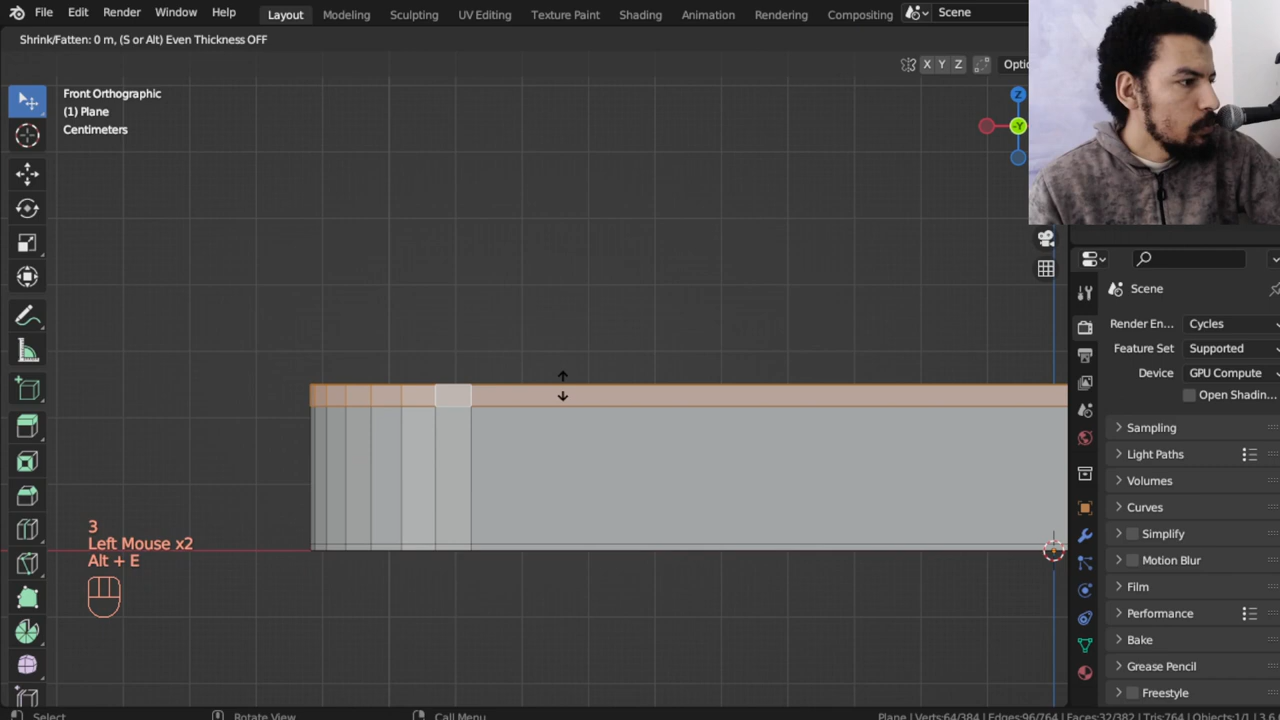 File Edit Render Window Help Layout Modeling Sculpting UV Editing Texture Paint Shading Animation Rendering Compositing Scene
Shrink/Fatten: 0 m, (S or Alt) Even Thickness OFF
X Y Z Optio
Front Orthographic
(1) Plane
Centimeters
Z
-Y
Scene
Render En... Cycles
Feature Set Supported
Device GPU Compute
Open Shadin...
Sampling
Light Paths
Volumes
Curves
Simplify
Motion Blur
Film
Performance
Bake
Grease Pencil
Freestyle
3
Left Mouse x2
Alt + E
Select Rotate View Call Menu Plane | Verts:64/384 | Edges:96/764 | Faces:32/382 | Tris:764 | Objects:1/1 | 3.6